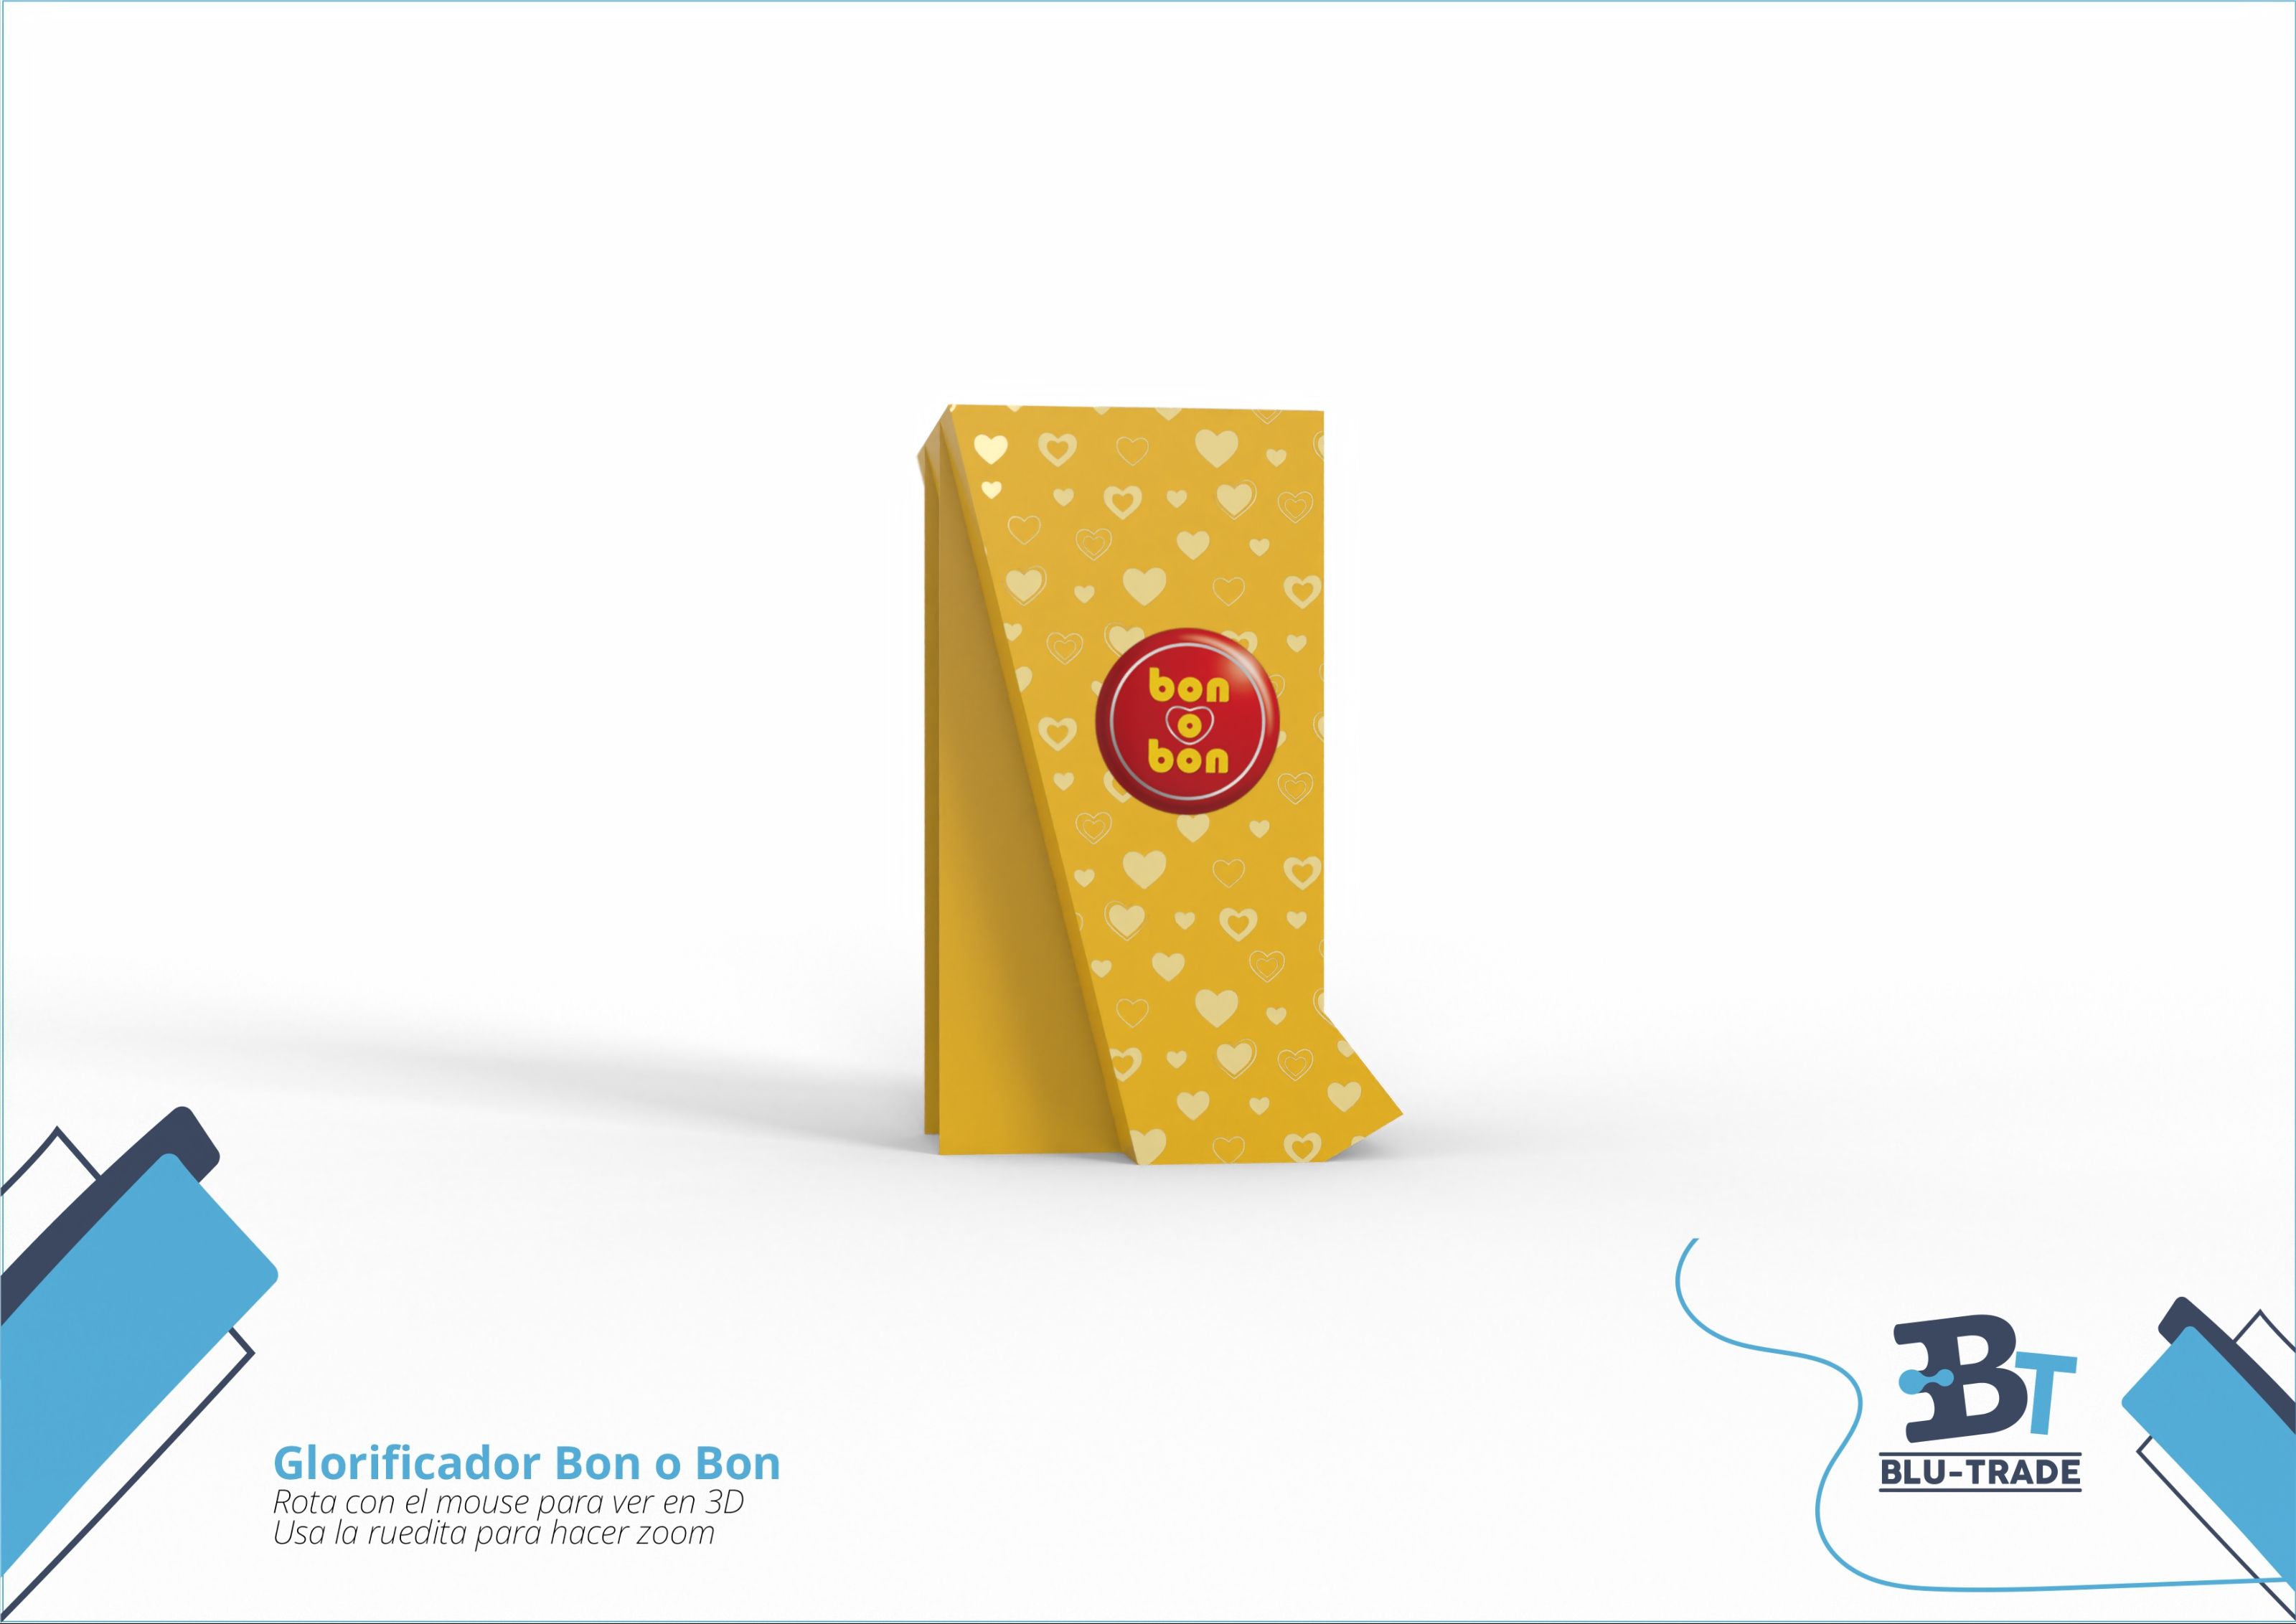 bon
o
bon
Glorificador Bon o Bon
Rota con el mouse para ver en 3D
Usa la ruedita para hacer zoom
BT
BLU-TRADE